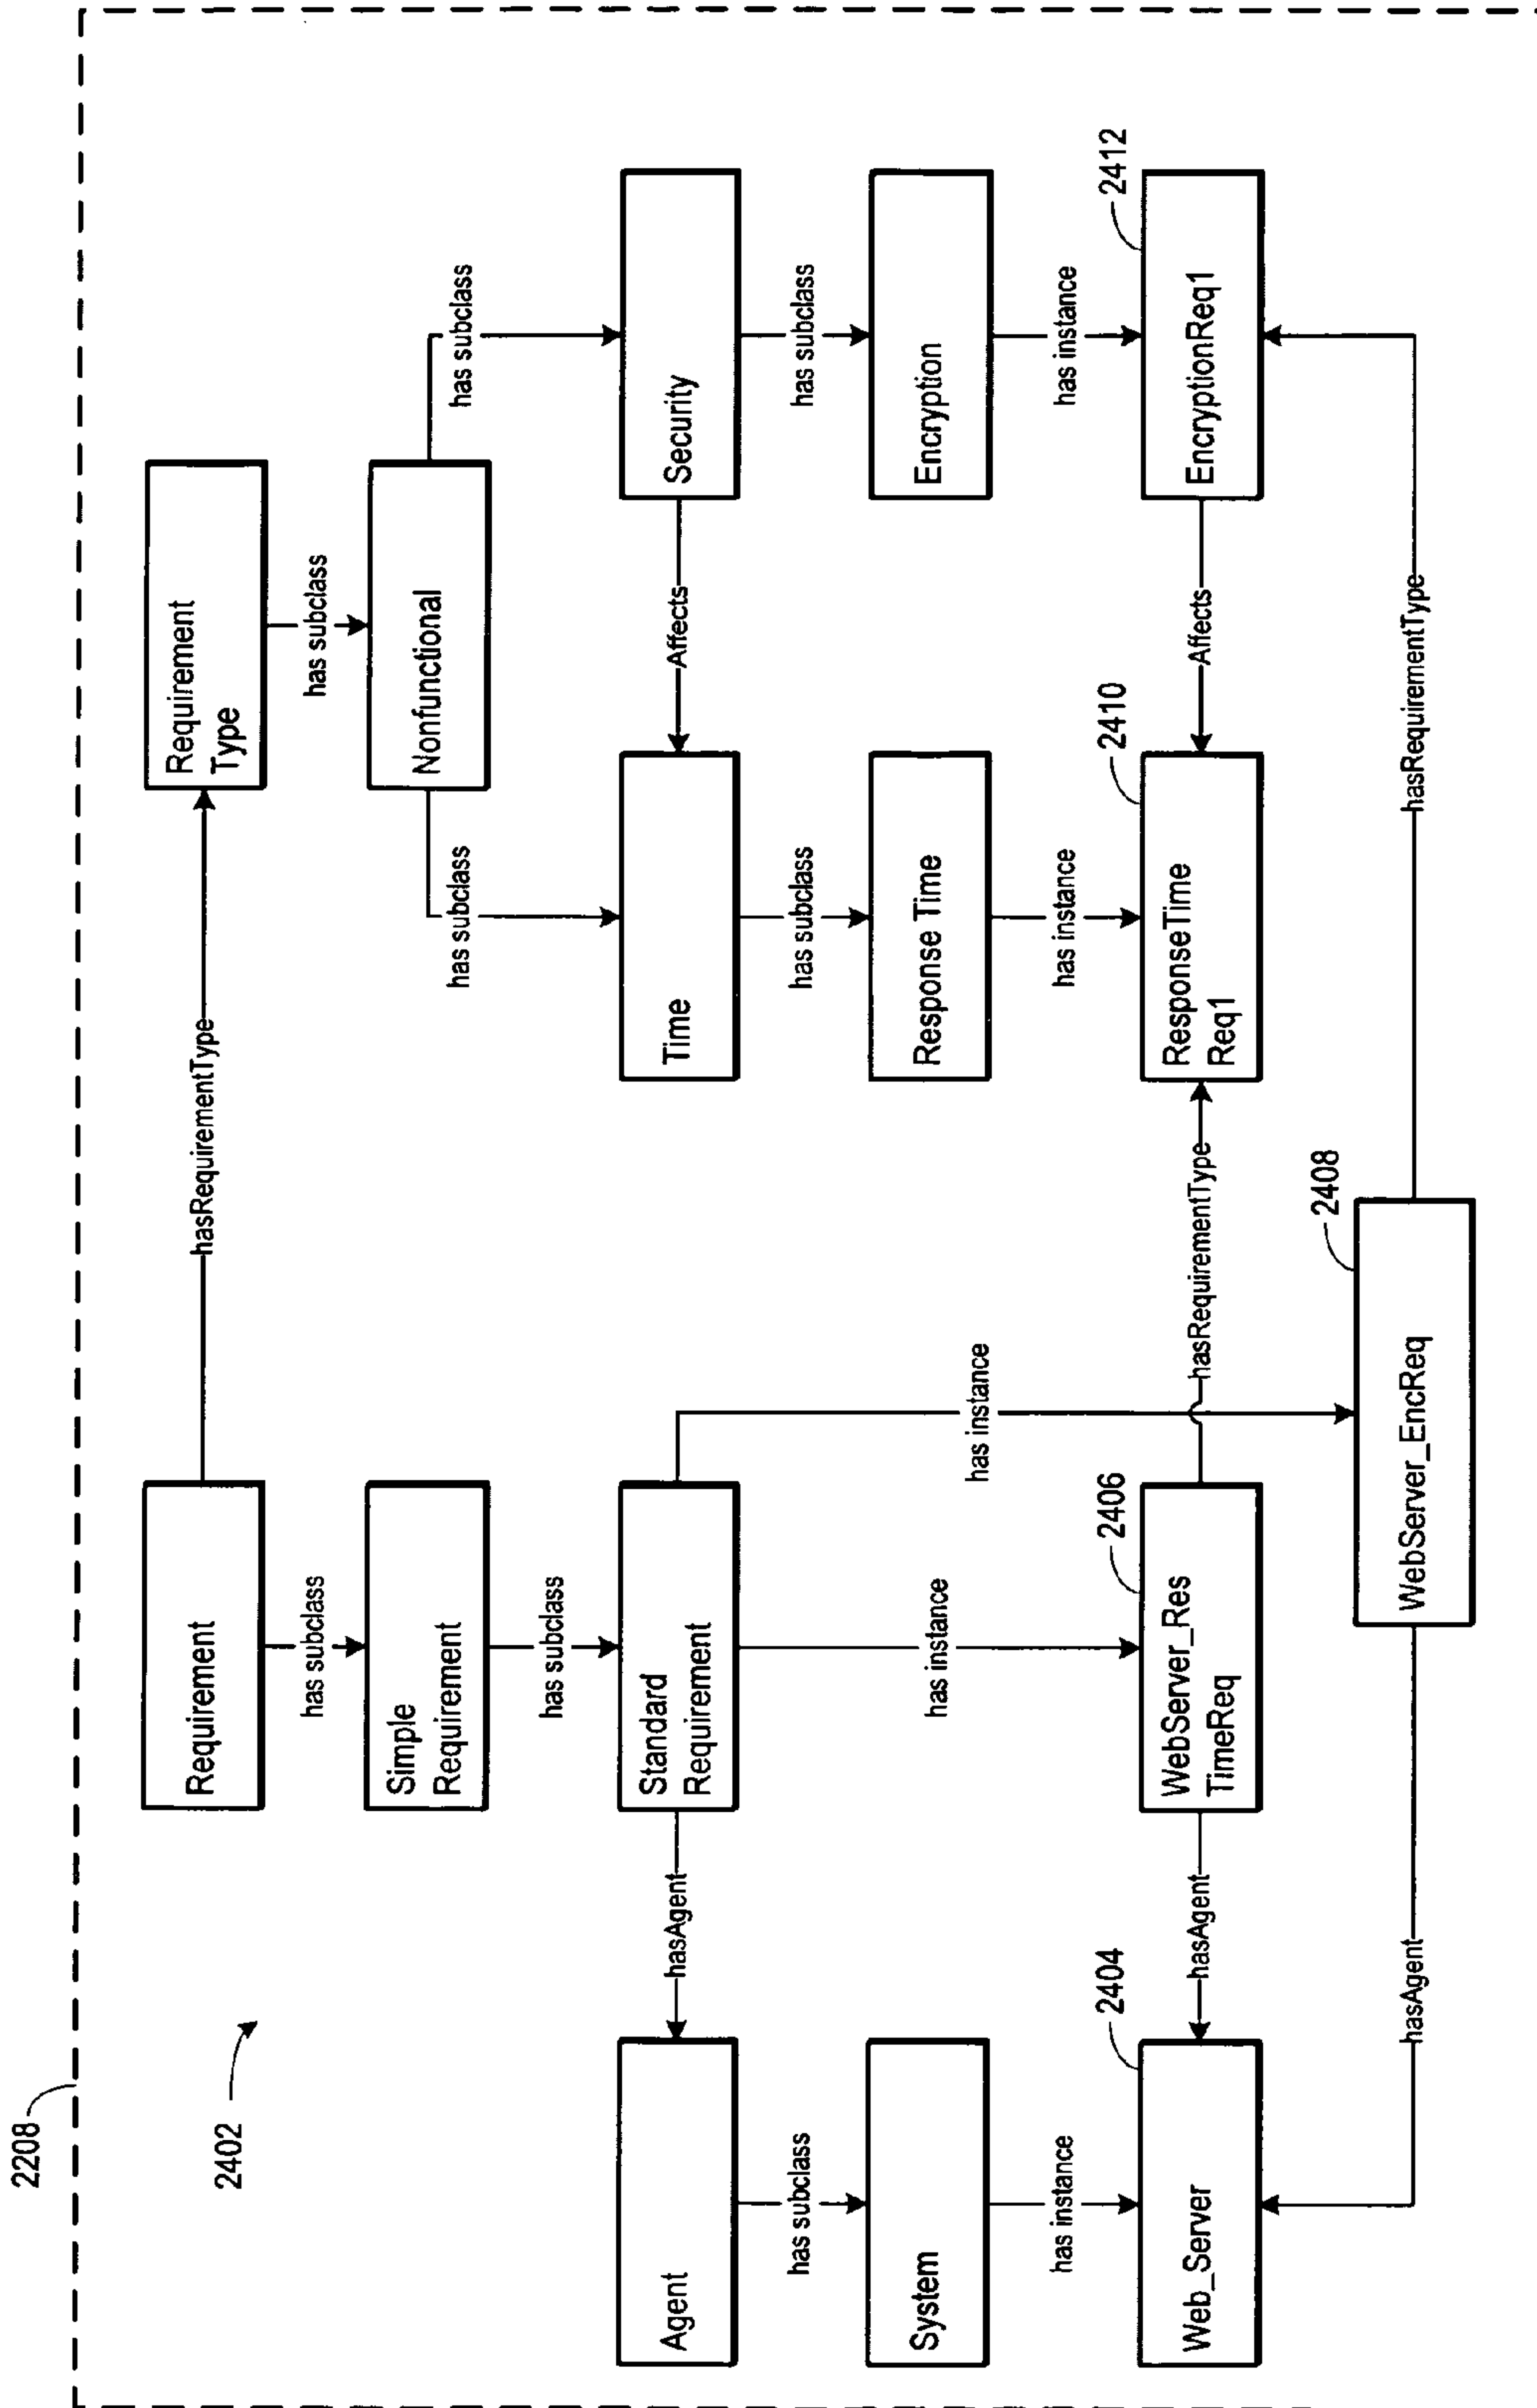 2208
2402
Requirement
hasRequirementType
Requirement
Type
has subclass
has subclass
Simple
Requirement
Nonfunctional
has subclass
has subclass
has subclass
Agent
hasAgent
Standard
Requirement
Time
Affects
Security
has subclass
has subclass
has subclass
System
has instance
has instance
Response Time
Encryption
has instance
has instance
has instance
2404
2406
2410
2412
Web_Server
hasAgent
WebServer_Res
TimeReq
hasRequirementType
ResponseTime
Req1
Affects
EncryptionReq1
2408
hasAgent
WebServer_EncReq
hasRequirementType